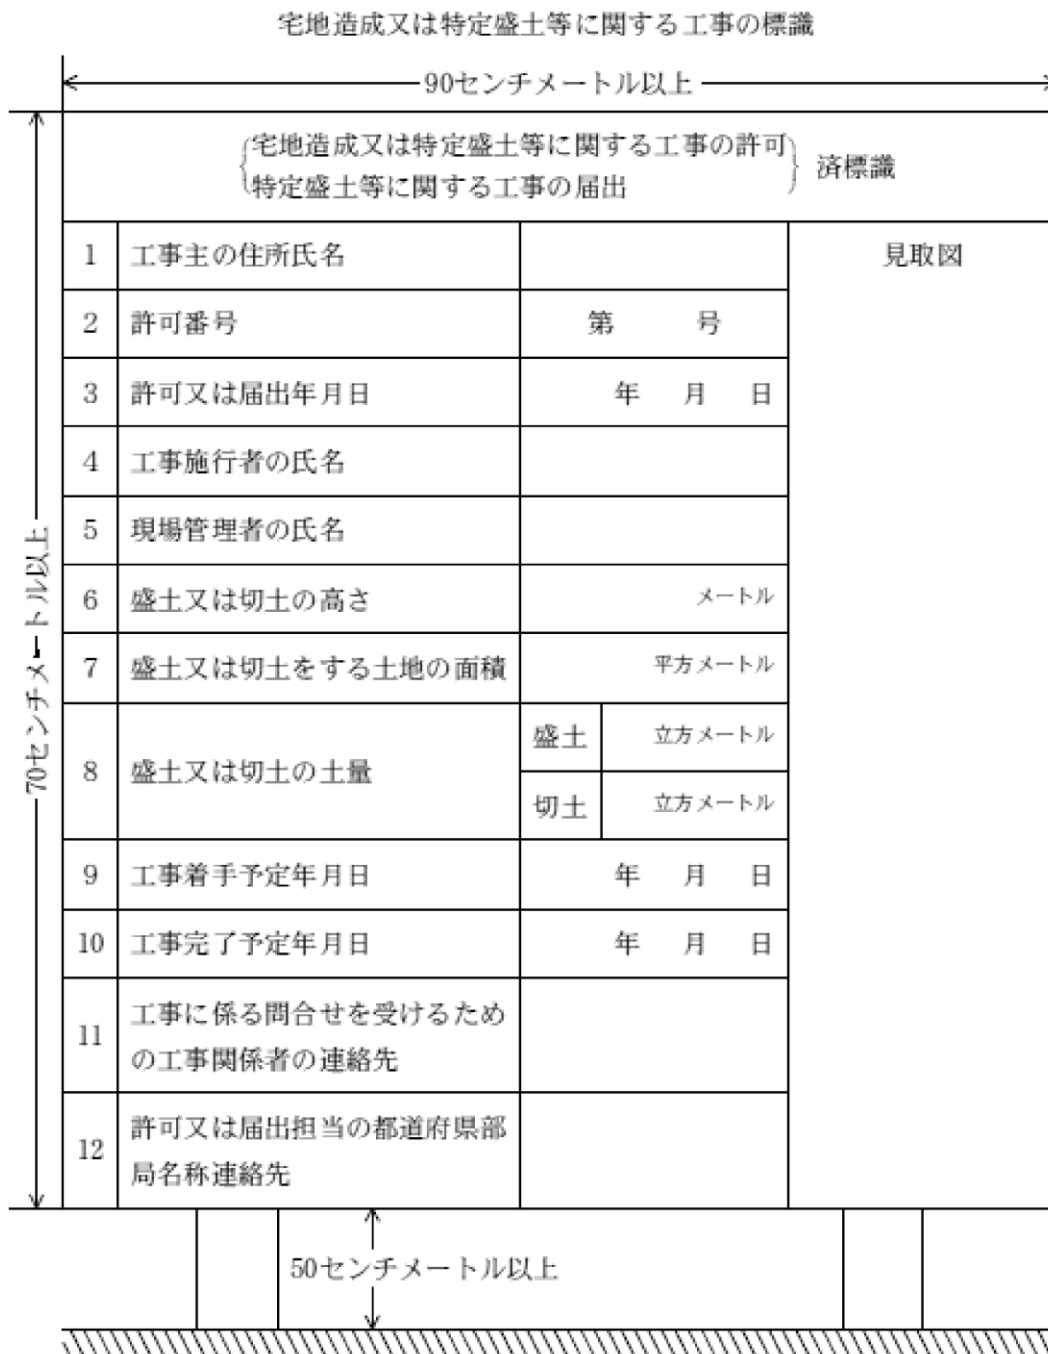 宅地造成又は特定盛土等に関する工事の標識
90センチメートル以上
宅地造成又は特定盛土等に関する工事の許可
特定盛土等に関する工事の届出
済標識
1 工事主の住所氏名
見取図
2 許可番号 第 号
3 許可又は届出年月日 年 月 日
4 工事施行者の氏名
5 現場管理者の氏名
6 盛土又は切土の高さ メートル
7 盛土又は切土をする土地の面積 平方メートル
8 盛土又は切土の土量
盛土 立方メートル
切土 立方メートル
9 工事着手予定年月日 年 月 日
10 工事完了予定年月日 年 月 日
11 工事に係る問合せを受けるため
の工事関係者の連絡先
12 許可又は届出担当の都道府県部
局名称連絡先
70センチメートル以上
50センチメートル以上